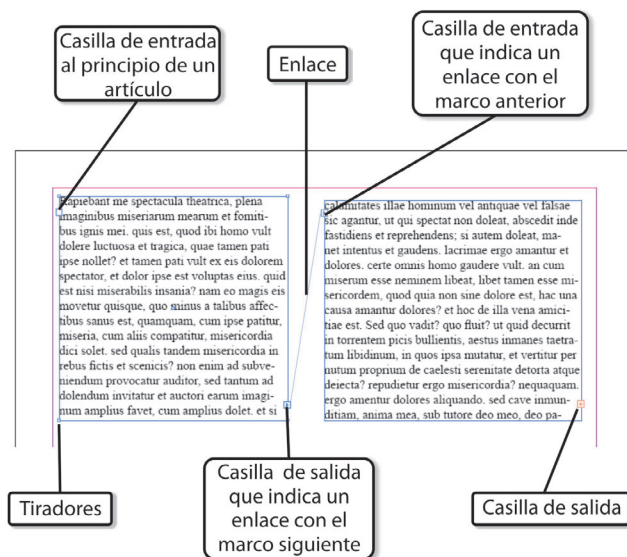 Casilla de entrada
al principio de un
artículo
Enlace
Casilla de entrada
que indica un
enlace con el
marco anterior
Rapiebant me spectacula theatrica, plena
imaginibus miseriarum mearum et fomiti-
bus ignis mei. quis est, quod ibi homo vult
dolere luctuosa et tragica, quae tamen pati
ipse nollet? et tamen pati vult ex eis dolorem
spectator, et dolor ipse est voluptas eius. quid
est nisi miserabilis insania? nam eo magis eis
movetur quisque, quo minus a talibus affec-
tibus sanus est, quamquam, cum ipse patitur,
miseria, cum aliis compatitur, misericordia
dici solet. sed qualis tandem misericordia in
rebus fictis et scenicis? non enim ad subve-
niendum provocatur auditor, sed tantum ad
dolendum invitatur et auctori earum imagi-
num amplius favet, cum amplius dolet. et si
calamitates illae hominum vel antiquae vel falsae
sic agantur, ut qui spectat non doleat, abscedit inde
fastidiens et reprehendens; si autem doleat, ma-
net intentus et gaudens. lacrimae ergo amantur et
dolores. certe omnis homo gaudere vult. an cum
miserum esse neminem libeat, libet tamen esse mi-
sericordem, quod quia non sine dolore est, hac una
causa amantur dolores? et hoc de illa vena amici-
tiae est. Sed quo vadit? quo fluit? ut quid decurrit
in torrentem picis bullientis, aestus inmanes taetra-
tum libidinum, in quos ipsa mutatur, et vertitur per
nutum proprium de caelesti serenitate detorta atque
deiecta? repudietur ergo misericordia? nequaquam.
ergo amentur dolores aliquando. sed cave inmun-
ditiam, anima mea, sub tutore deo meo, deo pa-
Tiradores
Casilla de salida
que indica un
enlace con el
marco siguiente
Casilla de salida